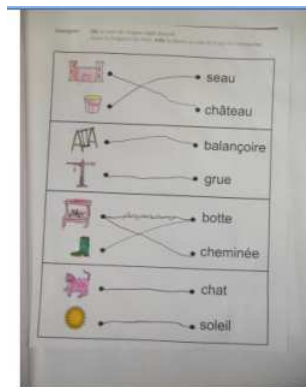 seau
château
balançoire
grue
botte
cheminée
chat
soleil